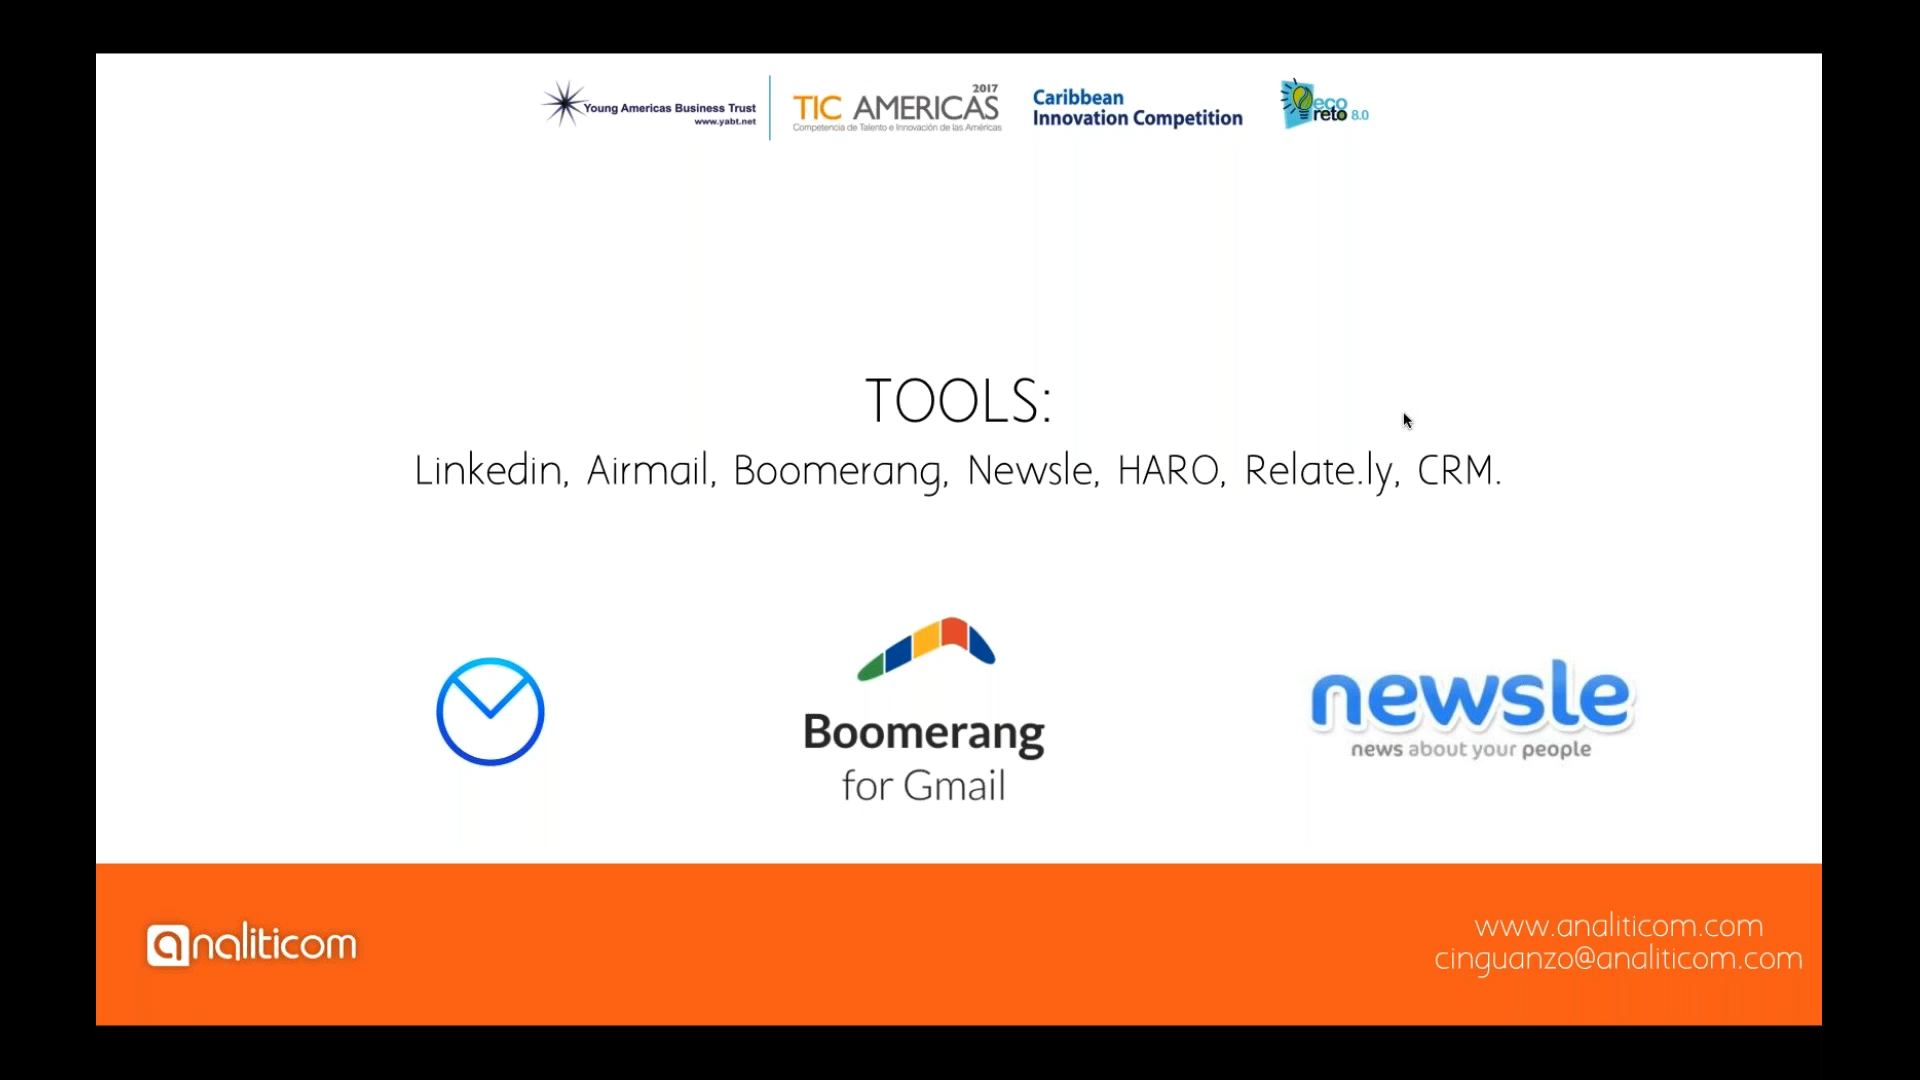 Young Americas Business Trust
www.yabt.net
2017
TIC AMERICAS
Competencia de Talento e Innovación de las Américas
Caribbean
Innovation Competition
eco
reto 8.0
TOOLS:
Linkedin, Airmail, Boomerang, Newsle, HARO, Relate.ly, CRM.
Boomerang
for Gmail
newsle
news about your people
analiticom
www.analiticom.com
cinguanzo@analiticom.com